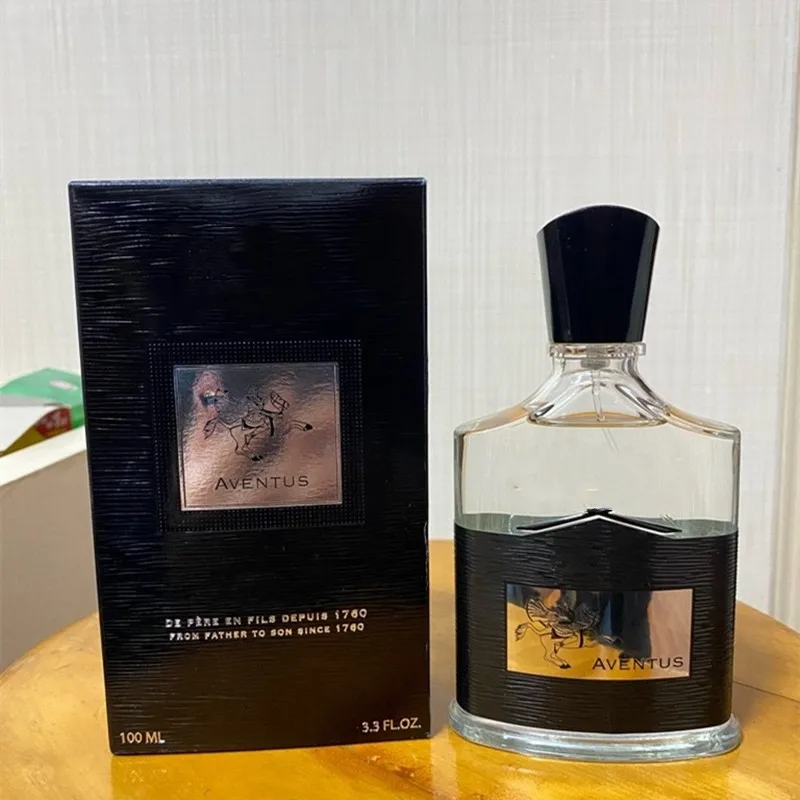 AVENTUS
DE PÈRE EN FILS DEPUIS 1760
FROM FATHER TO SON SINCE 1760
100 ML
3.3 FL.OZ.
AVENTUS